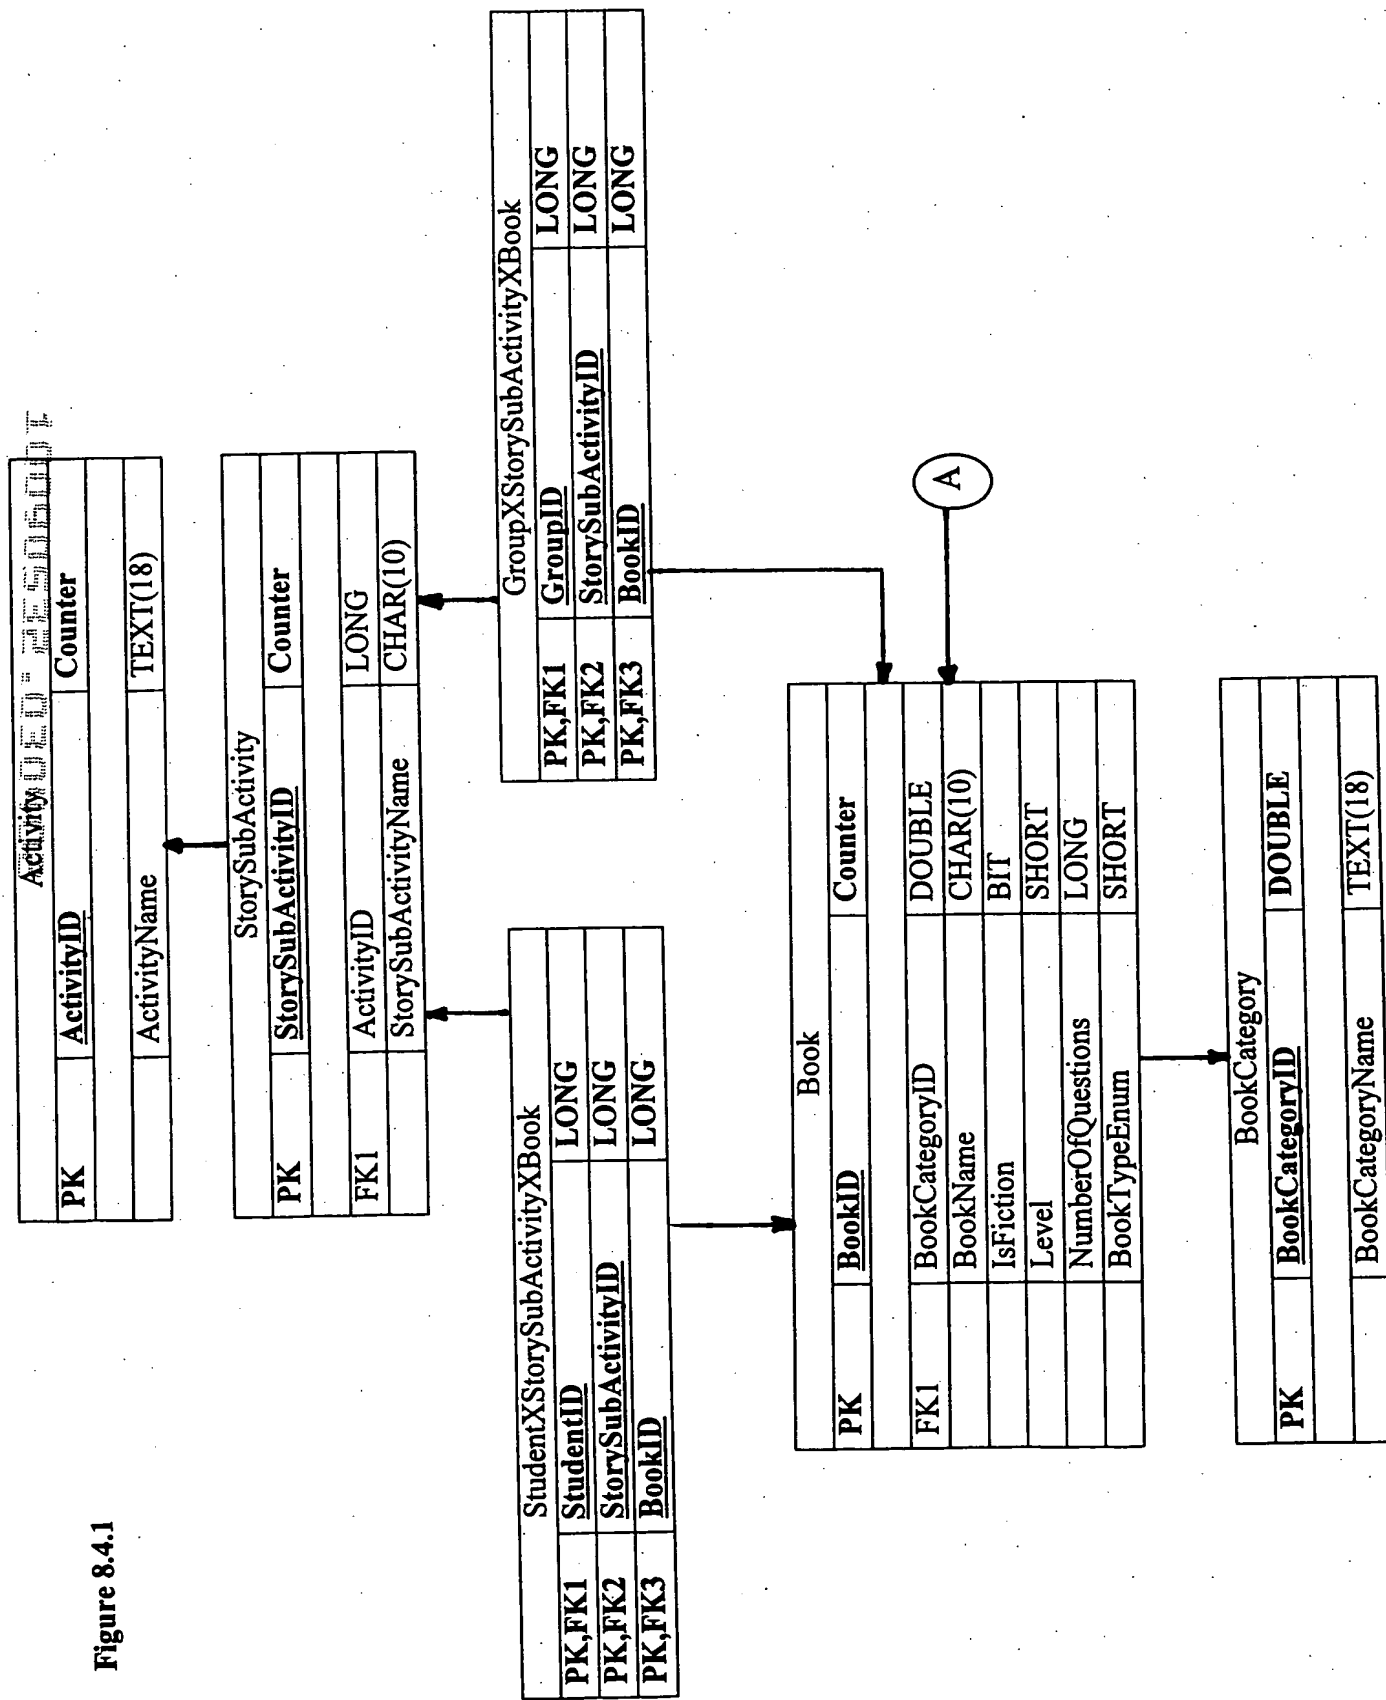 Figure 8.4.1
Activity
PK ActivityID Counter
ActivityName TEXT(18)
StorySubActivity
PK StorySubActivityID Counter
FK1 ActivityID LONG
StorySubActivityName CHAR(10)
StudentXStorySubActivityXBook
PK,FK1 StudentID LONG
PK,FK2 StorySubActivityID LONG
PK,FK3 BookID LONG
GroupXStorySubActivityXBook
PK,FK1 GroupID LONG
PK,FK2 StorySubActivityID LONG
PK,FK3 BookID LONG
Book
PK BookID Counter
FK1 BookCategoryID DOUBLE
BookName CHAR(10)
IsFiction BIT
Level SHORT
NumberOfQuestions LONG
BookTypeEnum SHORT
A
BookCategory
PK BookCategoryID DOUBLE
BookCategoryName TEXT(18)